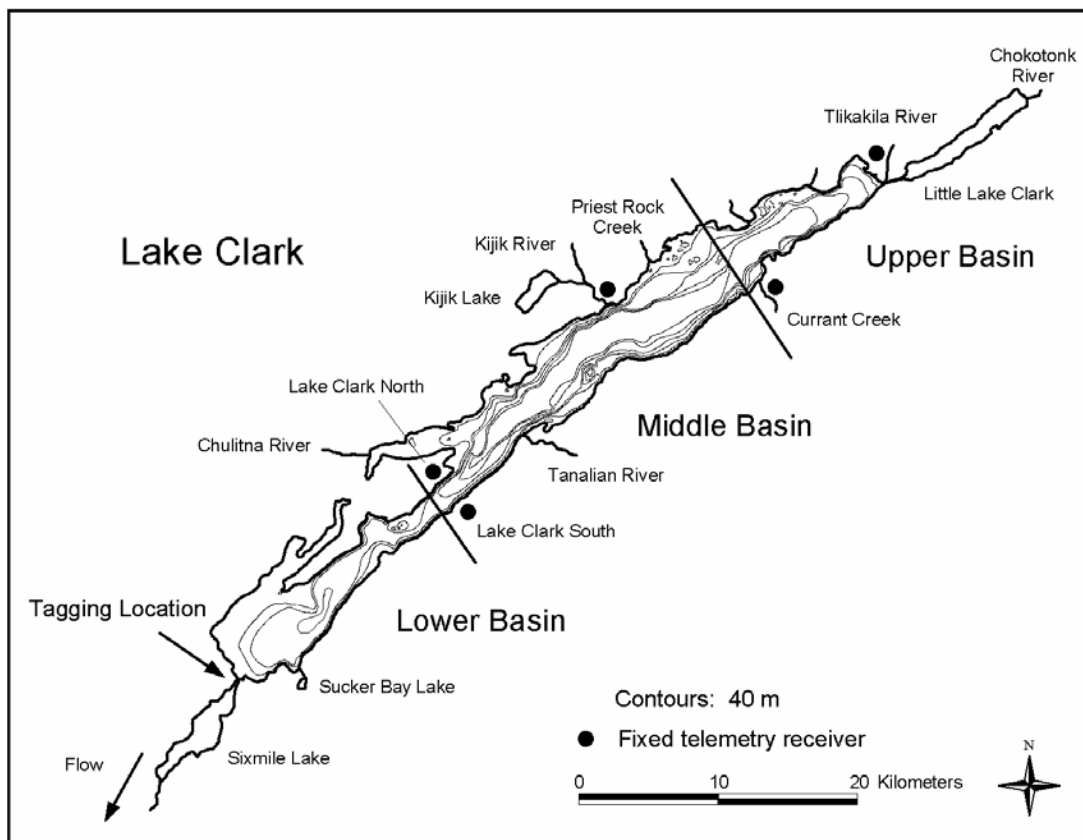 Chokotonk
River
Tlikakila River
Little Lake Clark
Priest Rock
Creek
Kijik River
Lake Clark
Upper Basin
Kijik Lake
Currant Creek
Lake Clark North
Middle Basin
Chulitna River
Tanalian River
Lake Clark South
Tagging Location
Lower Basin
Sucker Bay Lake
Contours: 40 m
Fixed telemetry receiver
Sixmile Lake
Flow
N
0 10 20 Kilometers